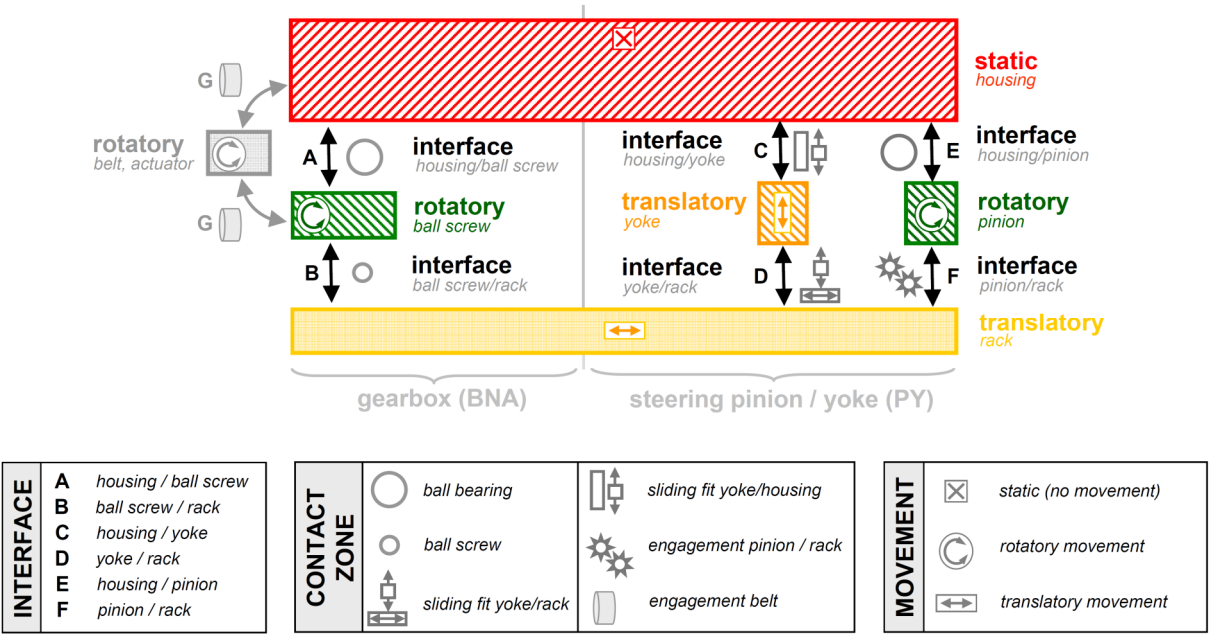 static
housing
G
rotatory
belt, actuator
G
A
interface
housing/ball screw
interface
housing/yoke
C
E
interface
housing/pinion
rotatory
ball screw
translatory
yoke
rotatory
pinion
B
interface
ball screw/rack
interface
yoke/rack
D
F
interface
pinion/rack
translatory
rack
gearbox (BNA)
steering pinion / yoke (PY)
INTERFACE
A housing / ball screw
B ball screw / rack
C housing / yoke
D yoke / rack
E housing / pinion
F pinion / rack
CONTACT
ZONE
ball bearing
ball screw
sliding fit yoke/rack
sliding fit yoke/housing
engagement pinion / rack
engagement belt
MOVEMENT
static (no movement)
rotatory movement
translatory movement